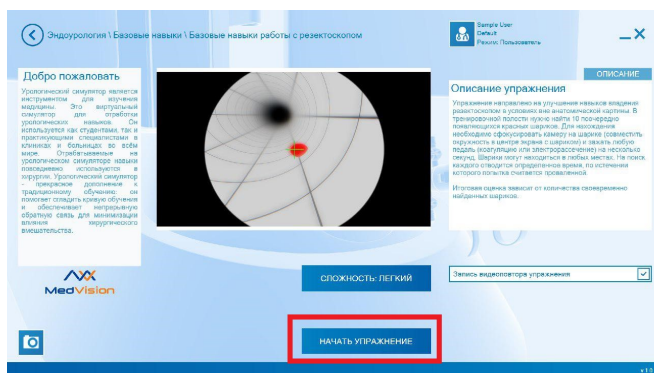 Эндоурология \ Базовые навыки \ Базовые навыки работы с резектоскопом
Sample User
Default
Режим: Пользователь
Добро пожаловать
Урологический симулятор является
инструментом для изучения
медицины. Это виртуальный
симулятор для отработки
урологических навыков. Он
используется как студентами, так и
практикующими специалистами в
клиниках и больницах во всём
мире. Отрабатываемые на
урологическом симуляторе навыки
повседневно используются в
хирургии. Урологический симулятор
- прекрасное дополнение к
традиционному обучению: он
помогает сгладить кривую обучения
и обеспечивает непрерывную
обратную связь для минимизации
влияния хирургического
вмешательства.
MedVision
СЛОЖНОСТЬ: ЛЕГКИЙ
НАЧАТЬ УПРАЖНЕНИЕ
ОПИСАНИЕ
Описание упражнения
Упражнение направлено на улучшение навыков владения
резектоскопом в условиях вне анатомической картины. В
тренировочной полости нужно найти 10 поочередно
появляющихся красных шариков. Для нахождения
необходимо сфокусировать камеру на шарике (совместить
окружность в центре экрана с шариком) и зажать любую
педаль (коагуляцию или электрорассечение) на несколько
секунд. Шарики могут находиться в любых местах. На поиск
каждого отводится определенное время, по истечении
которого попытка считается проваленной.
Итоговая оценка зависит от количества своевременно
найденных шариков.
Запись видеоповтора упражнения
v 1.0